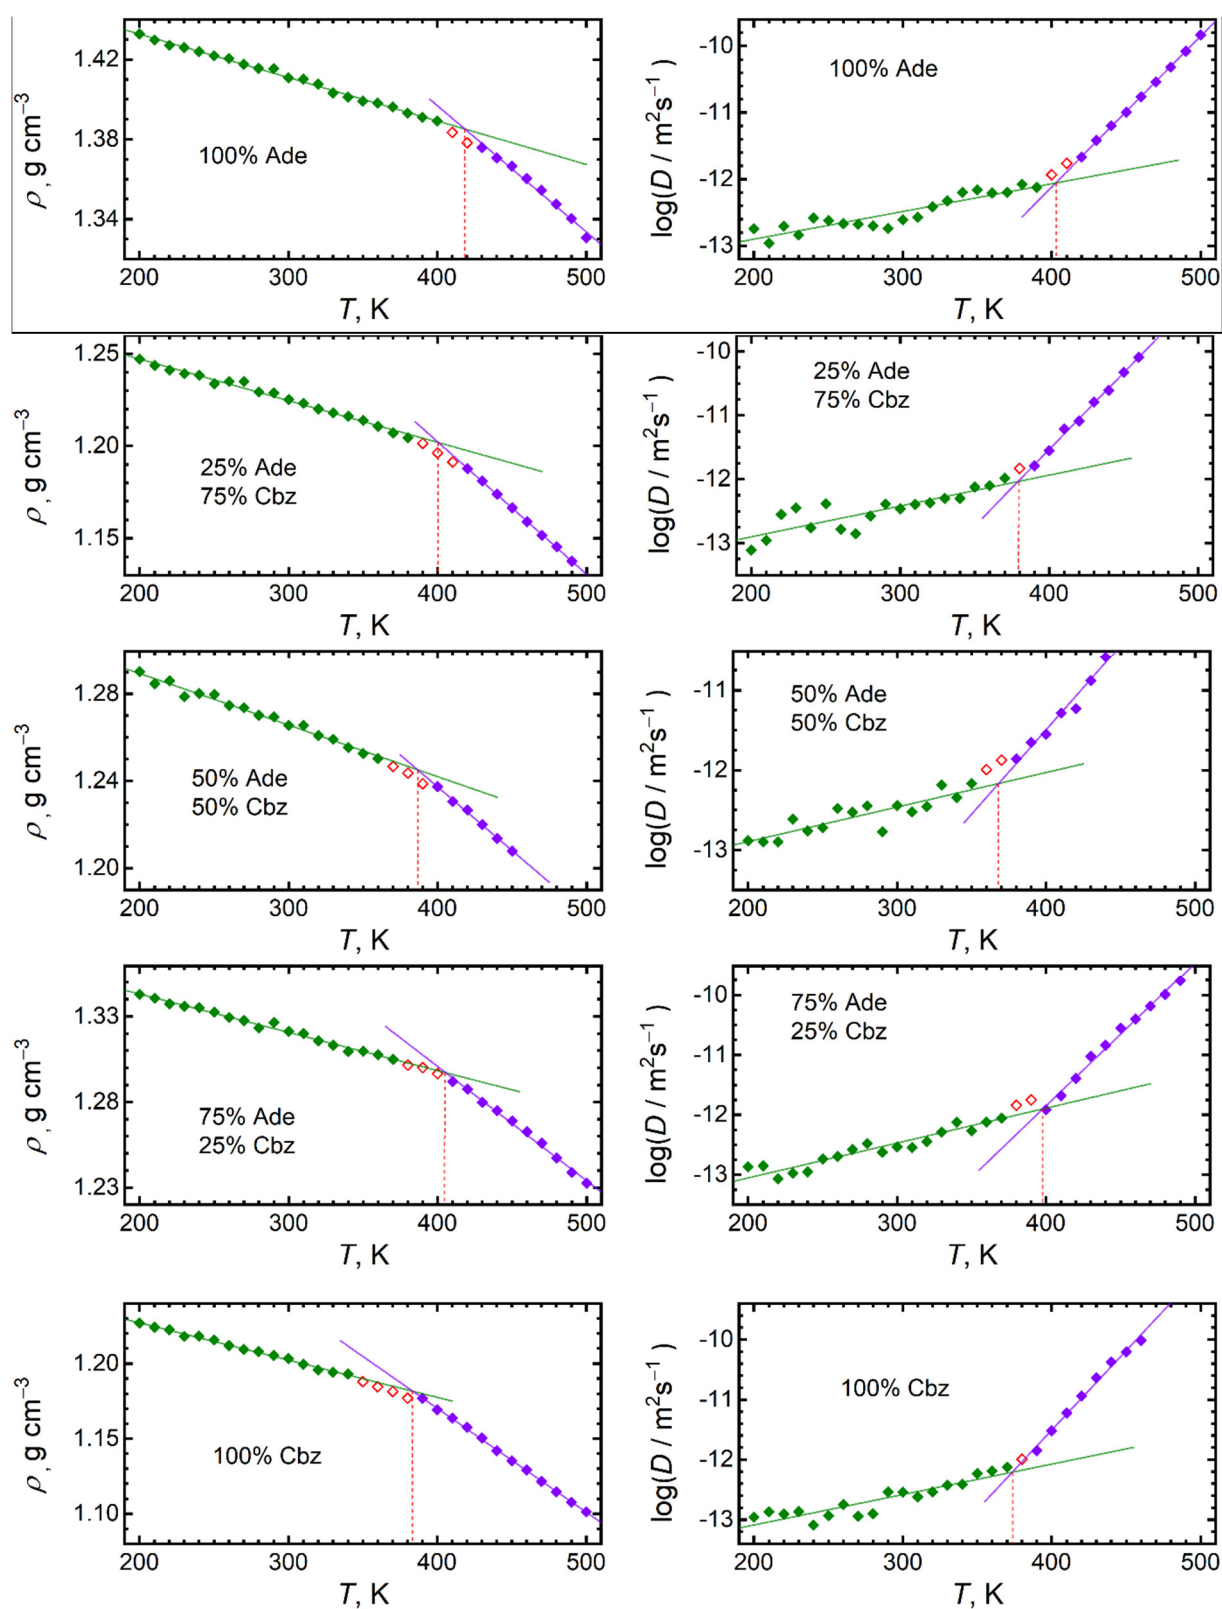 1.42
1.38
1.34
ρ, g cm⁻³
100% Ade
200 300 400 500
T, K
-10
-11
-12
-13
log(D / m²s⁻¹ )
100% Ade
200 300 400 500
T, K
1.25
1.20
1.15
ρ, g cm⁻³
25% Ade
75% Cbz
200 300 400 500
T, K
-10
-11
-12
-13
log(D / m²s⁻¹ )
25% Ade
75% Cbz
200 300 400 500
T, K
1.28
1.24
1.20
ρ, g cm⁻³
50% Ade
50% Cbz
200 300 400 500
T, K
-11
-12
-13
log(D / m²s⁻¹ )
50% Ade
50% Cbz
200 300 400 500
T, K
1.33
1.28
1.23
ρ, g cm⁻³
75% Ade
25% Cbz
200 300 400 500
T, K
-10
-11
-12
-13
log(D / m²s⁻¹ )
75% Ade
25% Cbz
200 300 400 500
T, K
1.20
1.15
1.10
ρ, g cm⁻³
100% Cbz
200 300 400 500
T, K
-10
-11
-12
-13
log(D / m²s⁻¹ )
100% Cbz
200 300 400 500
T, K